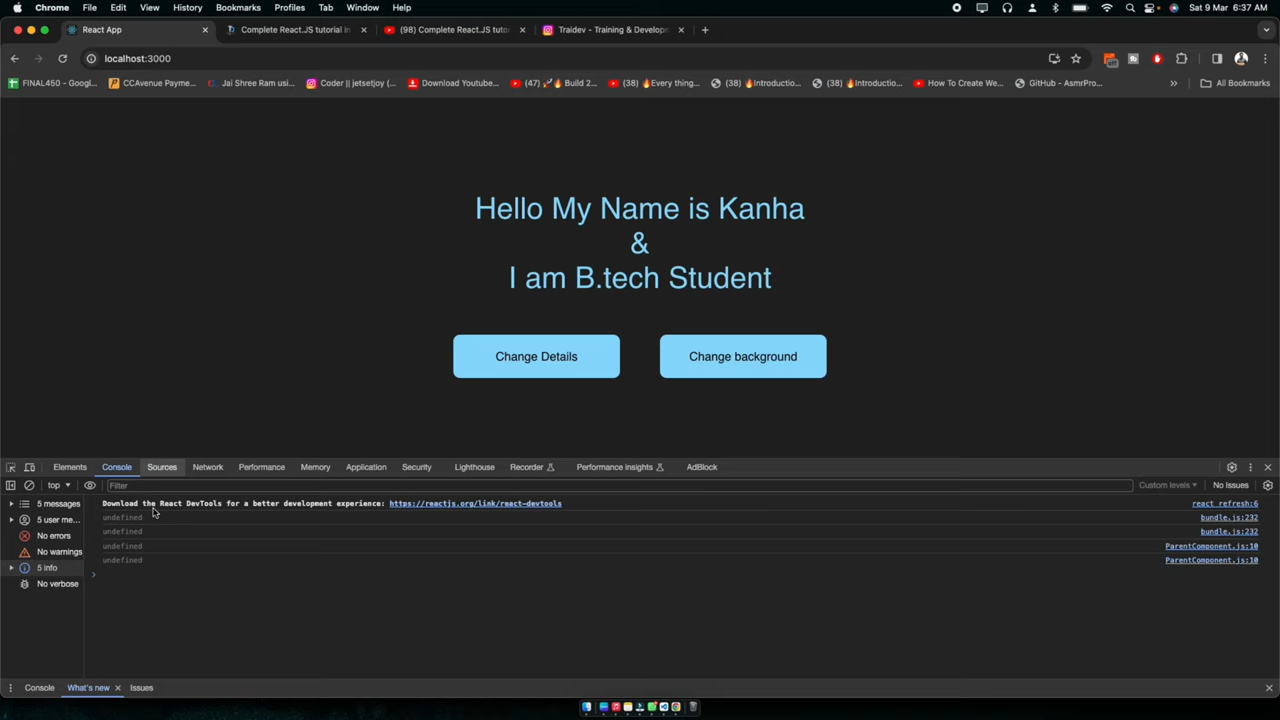 Chrome File Edit View History Bookmarks Profiles Tab Window Help Sat 9 Mar 6:37 AM
React App Complete React.JS tutorial in (98) Complete React.JS tuto Traidev - Training & Develop
localhost:3000
FINAL450 - Googl... CCAvenue Payme... Jai Shree Ram usi... Coder || jetsetjoy (... Download Youtube... (47) 🚀🔥 Build 2... (38) 🔥Every thing... (38) 🔥Introductio... (38) 🔥Introductio... How To Create We... GitHub - AsmrPro... » All Bookmarks
Hello My Name is Kanha
&
I am B.tech Student
Change Details Change background
Elements Console Sources Network Performance Memory Application Security Lighthouse Recorder Performance insights AdBlock
top Filter Custom levels No Issues
5 messages Download the React DevTools for a better development experience: https://reactjs.org/link/react-devtools react refresh:6
5 user me... undefined bundle.js:232
No errors undefined bundle.js:232
No warnings undefined ParentComponent.js:10
5 info undefined ParentComponent.js:10
No verbose
Console What's new Issues